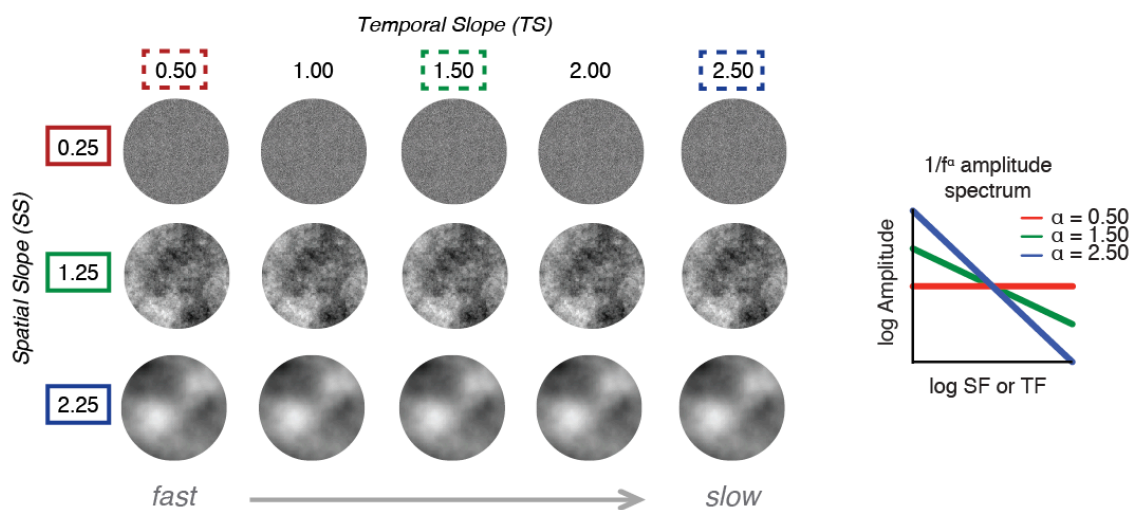 Temporal Slope (TS)
0.50 1.00 1.50 2.00 2.50
Spatial Slope (SS)
0.25
1.25
2.25
fast slow
1/fᵅ amplitude
spectrum
α = 0.50
α = 1.50
α = 2.50
log Amplitude
log SF or TF